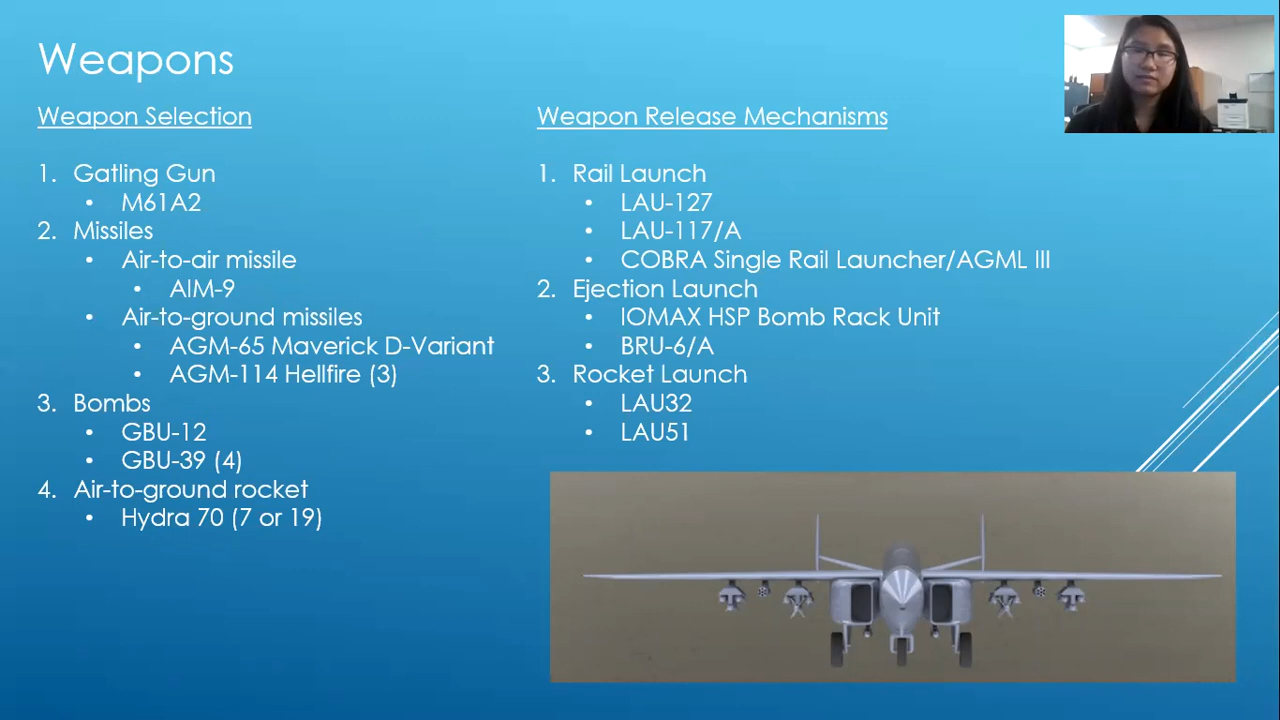 Weapons
Weapon Selection
1. Gatling Gun
• M61A2
2. Missiles
• Air-to-air missile
• AIM-9
• Air-to-ground missiles
• AGM-65 Maverick D-Variant
• AGM-114 Hellfire (3)
3. Bombs
• GBU-12
• GBU-39 (4)
4. Air-to-ground rocket
• Hydra 70 (7 or 19)
Weapon Release Mechanisms
1. Rail Launch
• LAU-127
• LAU-117/A
• COBRA Single Rail Launcher/AGML III
2. Ejection Launch
• IOMAX HSP Bomb Rack Unit
• BRU-6/A
3. Rocket Launch
• LAU32
• LAU51